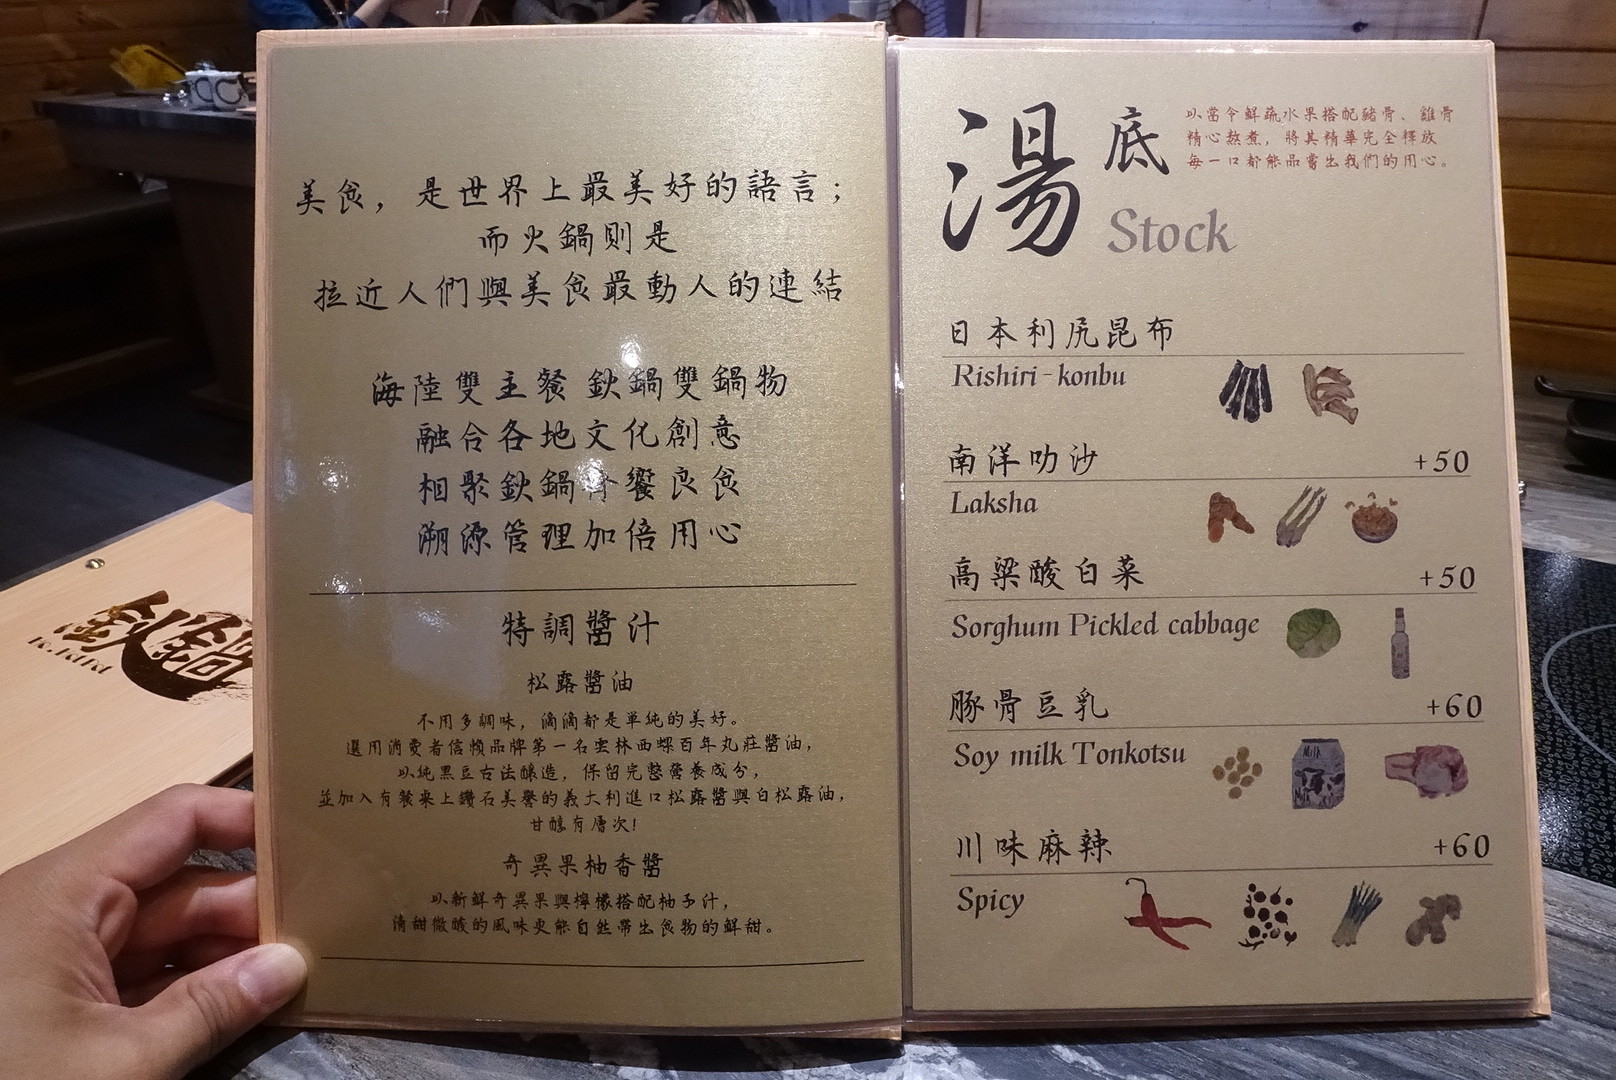 美食，是世界上最美好的語言；
而火鍋則是
拉近人們與美食最動人的連結
海陸雙主餐 鈥鍋雙鍋物
融合各地文化創意
相聚鈥鍋 饗良食
溯源管理加倍用心
特調醬汁
松露醬油
不用多調味，滴滴都是單純的美好。
選用消費者信賴品牌第一名雲林西螺百年丸莊醬油，
以純黑豆古法釀造，保留完整營養成分，
並加入有餐桌上鑽石美譽的義大利進口松露醬與白松露油，
甘醇有層次！
奇異果柚香醬
以新鮮奇異果與檸檬搭配柚子汁，
清甜微酸的風味更能自然帶出食物的鮮甜。
湯底
Stock
以當令鮮蔬水果搭配豬骨、雞骨
精心熬煮，將其精華完全釋放
每一口都能品嘗出我們的用心。
日本利尻昆布
Rishiri-konbu
南洋叻沙 +50
Laksha
高粱酸白菜 +50
Sorghum Pickled cabbage
豚骨豆乳 +60
Soy milk Tonkotsu
MiLK
川味麻辣 +60
Spicy
鈥鍋